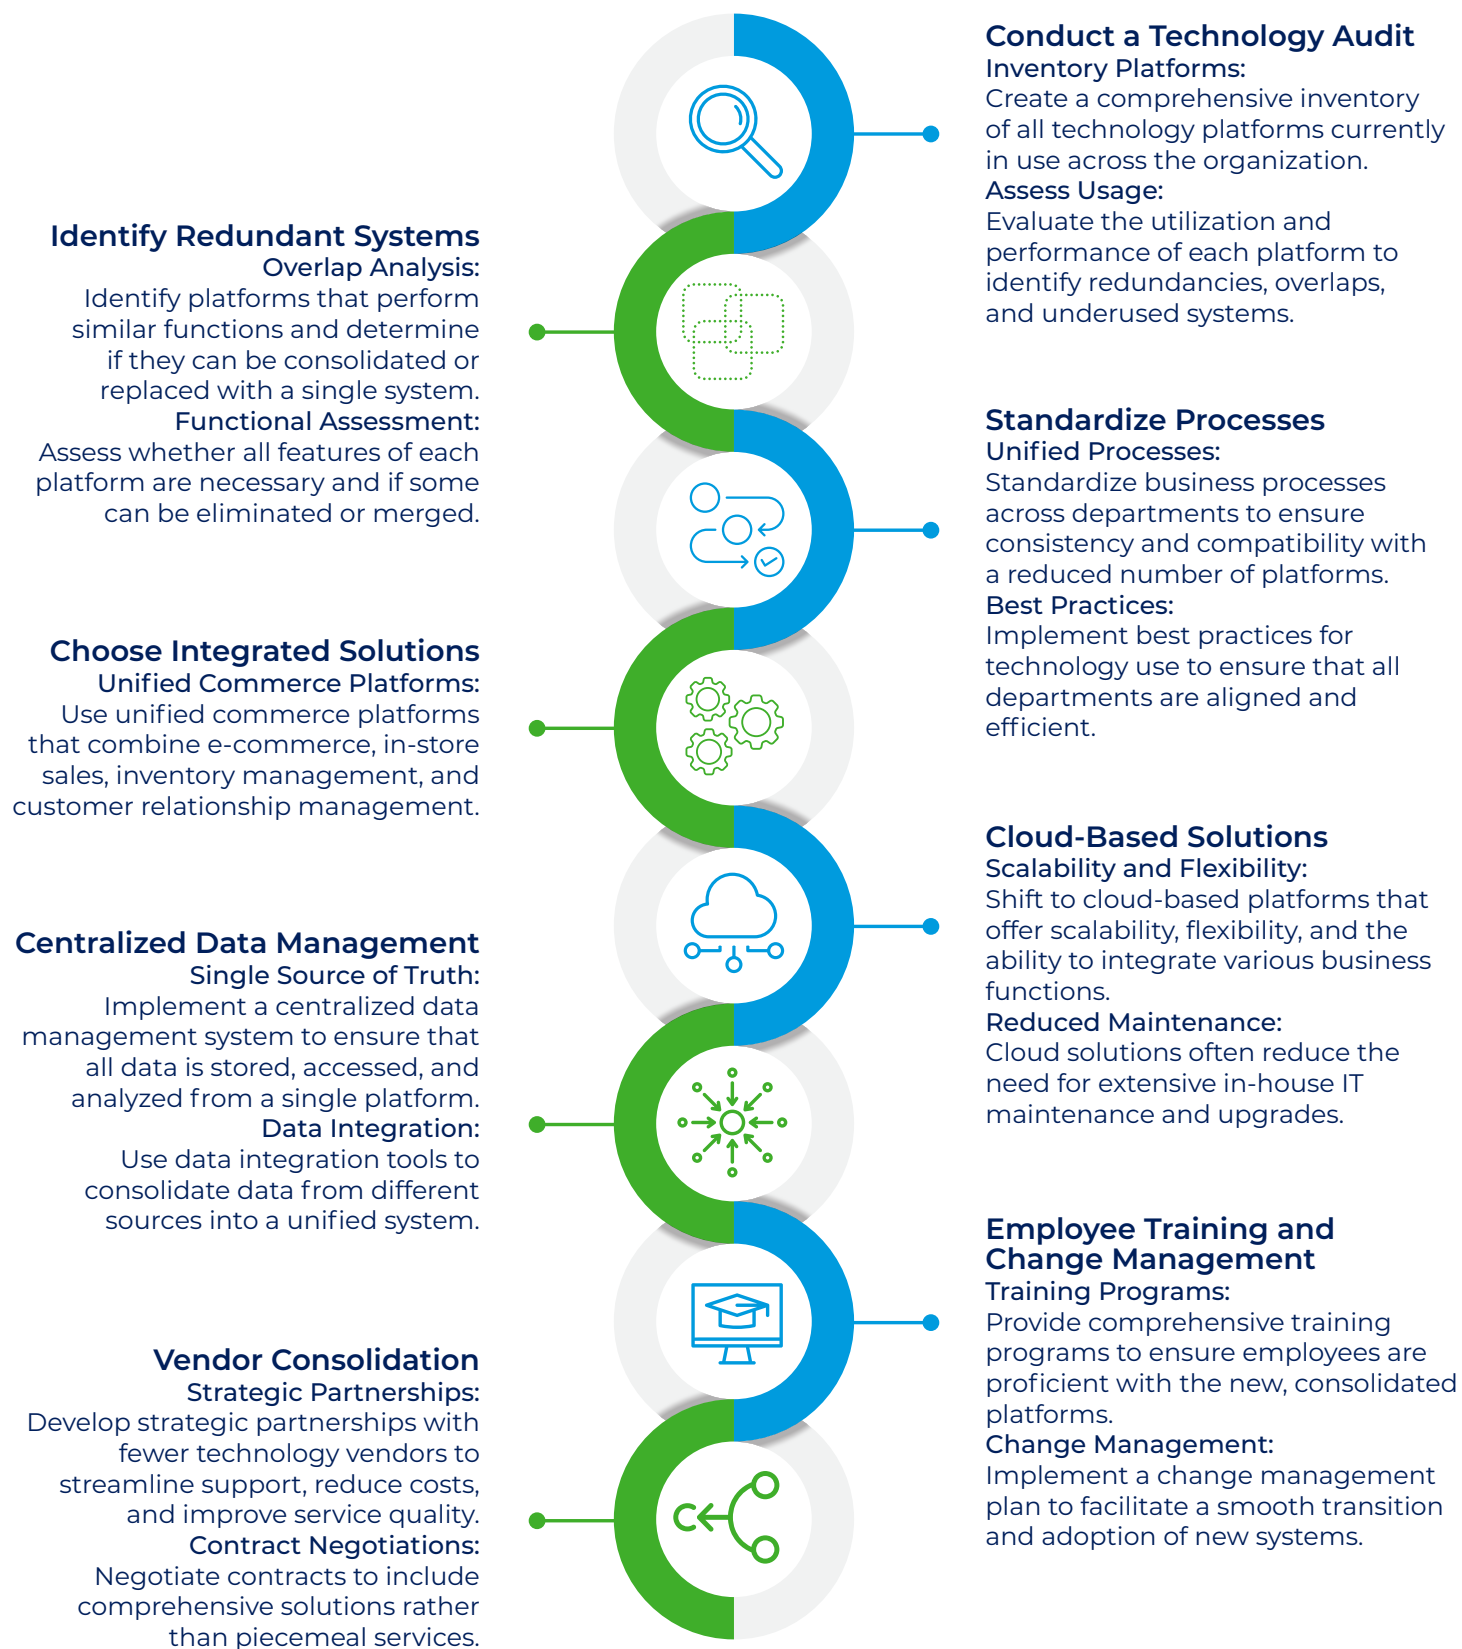 Conduct a Technology Audit
Inventory Platforms:
Create a comprehensive inventory
of all technology platforms currently
in use across the organization.
Assess Usage:
Evaluate the utilization and
performance of each platform to
identify redundancies, overlaps,
and underused systems.
Identify Redundant Systems
Overlap Analysis:
Identify platforms that perform
similar functions and determine
if they can be consolidated or
replaced with a single system.
Functional Assessment:
Assess whether all features of each
platform are necessary and if some
can be eliminated or merged.
Standardize Processes
Unified Processes:
Standardize business processes
across departments to ensure
consistency and compatibility with
a reduced number of platforms.
Best Practices:
Implement best practices for
technology use to ensure that all
departments are aligned and
efficient.
Choose Integrated Solutions
Unified Commerce Platforms:
Use unified commerce platforms
that combine e-commerce, in-store
sales, inventory management, and
customer relationship management.
Cloud-Based Solutions
Scalability and Flexibility:
Shift to cloud-based platforms that
offer scalability, flexibility, and the
ability to integrate various business
functions.
Reduced Maintenance:
Cloud solutions often reduce the
need for extensive in-house IT
maintenance and upgrades.
Centralized Data Management
Single Source of Truth:
Implement a centralized data
management system to ensure that
all data is stored, accessed, and
analyzed from a single platform.
Data Integration:
Use data integration tools to
consolidate data from different
sources into a unified system.
Employee Training and
Change Management
Training Programs:
Provide comprehensive training
programs to ensure employees are
proficient with the new, consolidated
platforms.
Change Management:
Implement a change management
plan to facilitate a smooth transition
and adoption of new systems.
Vendor Consolidation
Strategic Partnerships:
Develop strategic partnerships with
fewer technology vendors to
streamline support, reduce costs,
and improve service quality.
Contract Negotiations:
Negotiate contracts to include
comprehensive solutions rather
than piecemeal services.